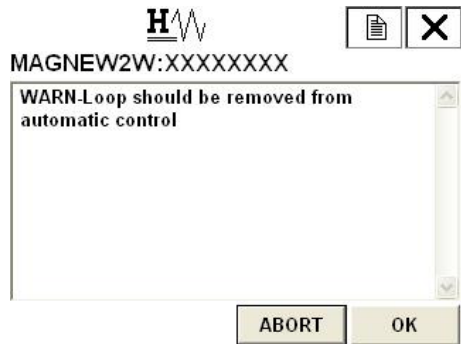 H
MAGNEW2W:XXXXXXXX
WARN-Loop should be removed from
automatic control
ABORT OK